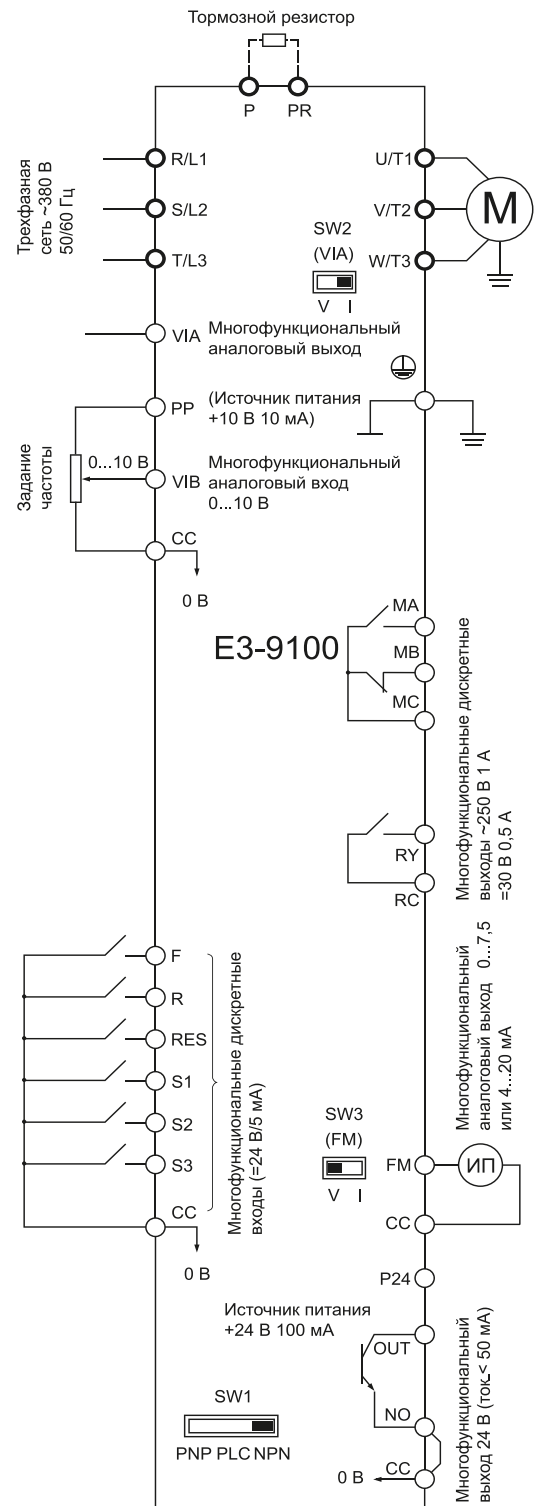 Тормозной резистор
P
PR
R/L1
S/L2
T/L3
Трехфазная
сеть ~380 В
50/60 Гц
U/T1
V/T2
W/T3
M
SW2
(VIA)
V I
VIA
Многофункциональный
аналоговый выход
PP
(Источник питания
+10 В 10 мА)
Задание
частоты
0...10 В
VIB
Многофункциональный
аналоговый вход
0...10 В
CC
0 В
E3-9100
MA
MB
MC
RY
RC
Многофункциональные дискретные
выходы ~250 В 1 А
=30 В 0,5 А
F
R
RES
S1
S2
S3
CC
0 В
Многофункциональные дискретные
входы (=24 В/5 мА)
Многофункциональный
аналоговый выход 0...7,5
или 4...20 мА
SW3
(FM)
V I
FM
ИП
CC
P24
Источник питания
+24 В 100 мА
OUT
NO
CC
0 В
Многофункциональный
выход 24 В (ток < 50 мА)
SW1
PNP PLC NPN